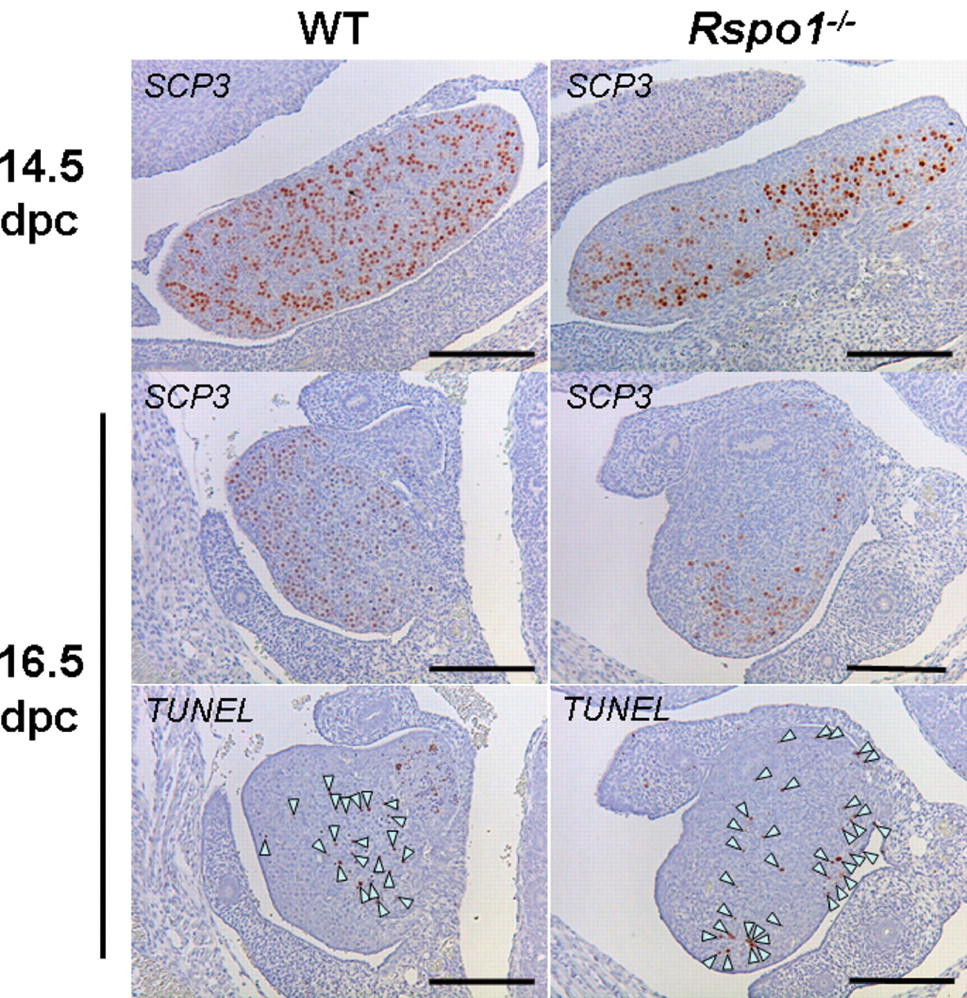 WT Rspo1-/-
14.5
dpc
SCP3 SCP3
SCP3 SCP3
16.5
dpc
TUNEL TUNEL